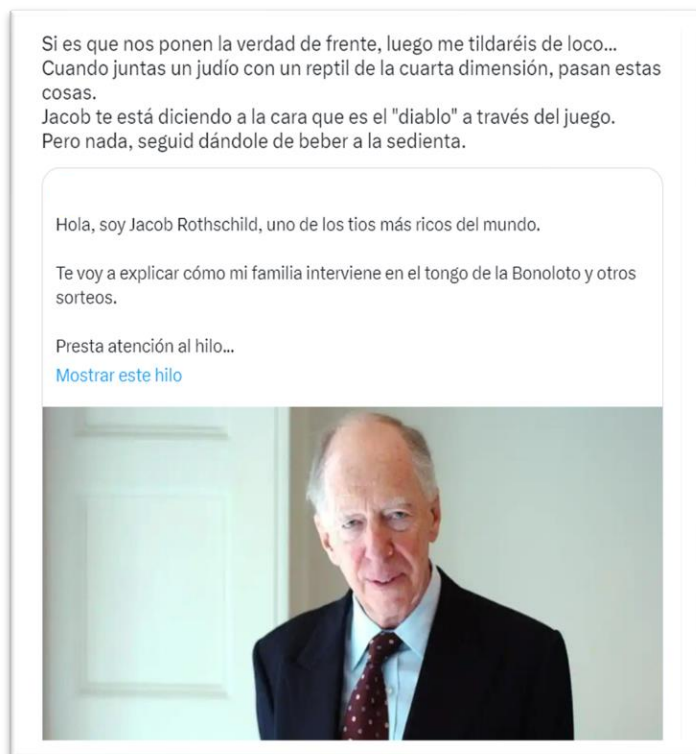 Si es que nos ponen la verdad de frente, luego me tildaréis de loco...
Cuando juntas un judío con un reptil de la cuarta dimensión, pasan estas
cosas.
Jacob te está diciendo a la cara que es el "diablo" a través del juego.
Pero nada, seguid dándole de beber a la sedienta.
Hola, soy Jacob Rothschild, uno de los tios más ricos del mundo.
Te voy a explicar cómo mi familia interviene en el tongo de la Bonoloto y otros
sorteos.
Presta atención al hilo...
Mostrar este hilo